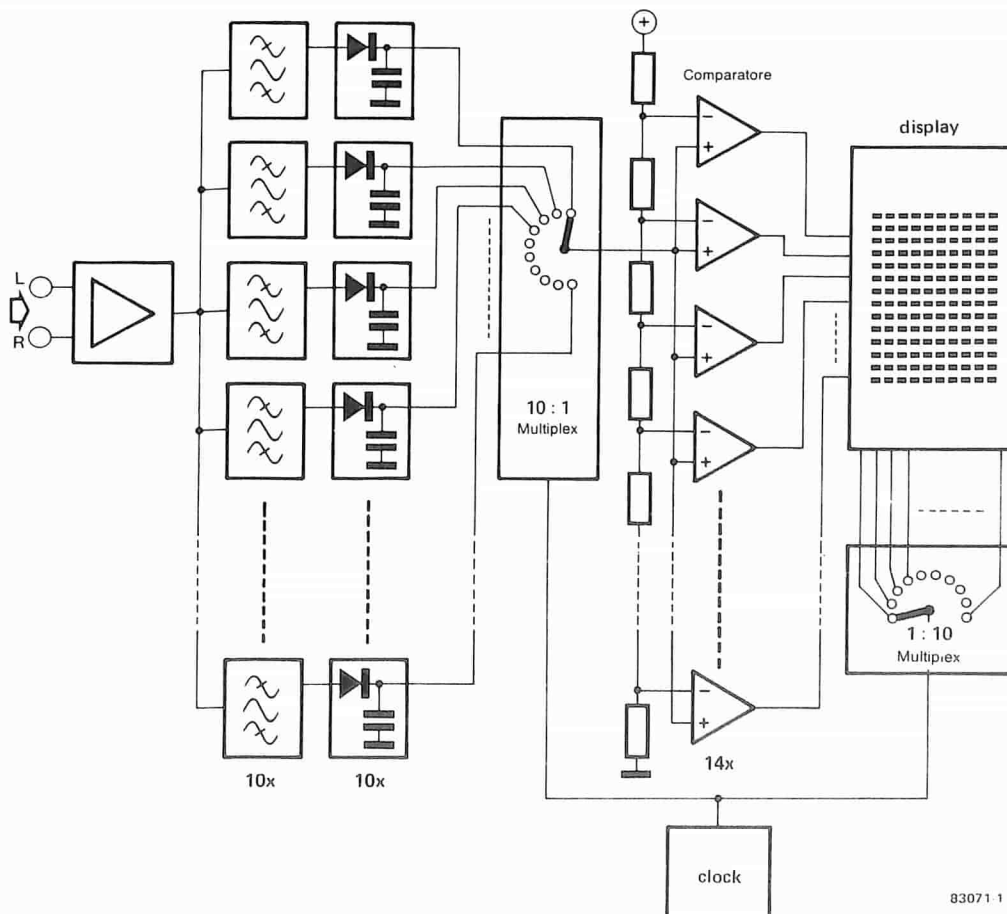 Comparatore
display
L
R
10 : 1
Multiplex
1 : 10
Multiplex
10x
10x
14x
clock
83071-1